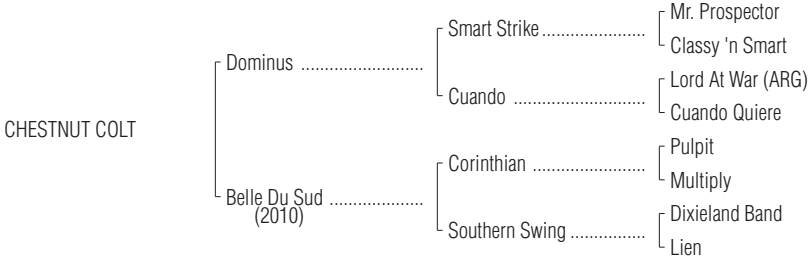 Mr. Prospector
Smart Strike ......................
Classy 'n Smart
Dominus .........................
Lord At War (ARG)
Cuando ...........................
Cuando Quiere
CHESTNUT COLT
Pulpit
Corinthian .......................
Multiply
Belle Du Sud ...................
(2010)
Dixieland Band
Southern Swing ................
Lien